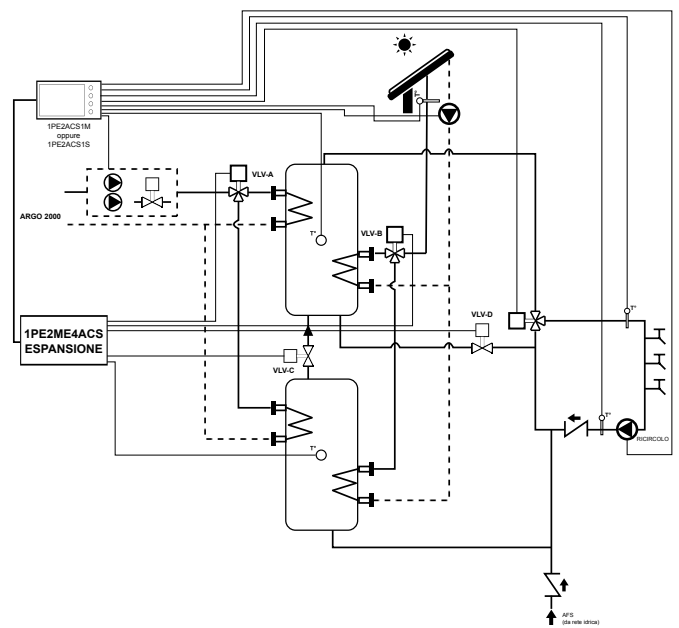 T°
1PE2ACS1M
oppure
1PE2ACS1S
VLV-A
ARGO 2000
VLV-B
T°
VLV-D
T°
1PE2ME4ACS
ESPANSIONE
VLV-C
T°
T°
RICIRCOLO
AFS
(da rete idrica)